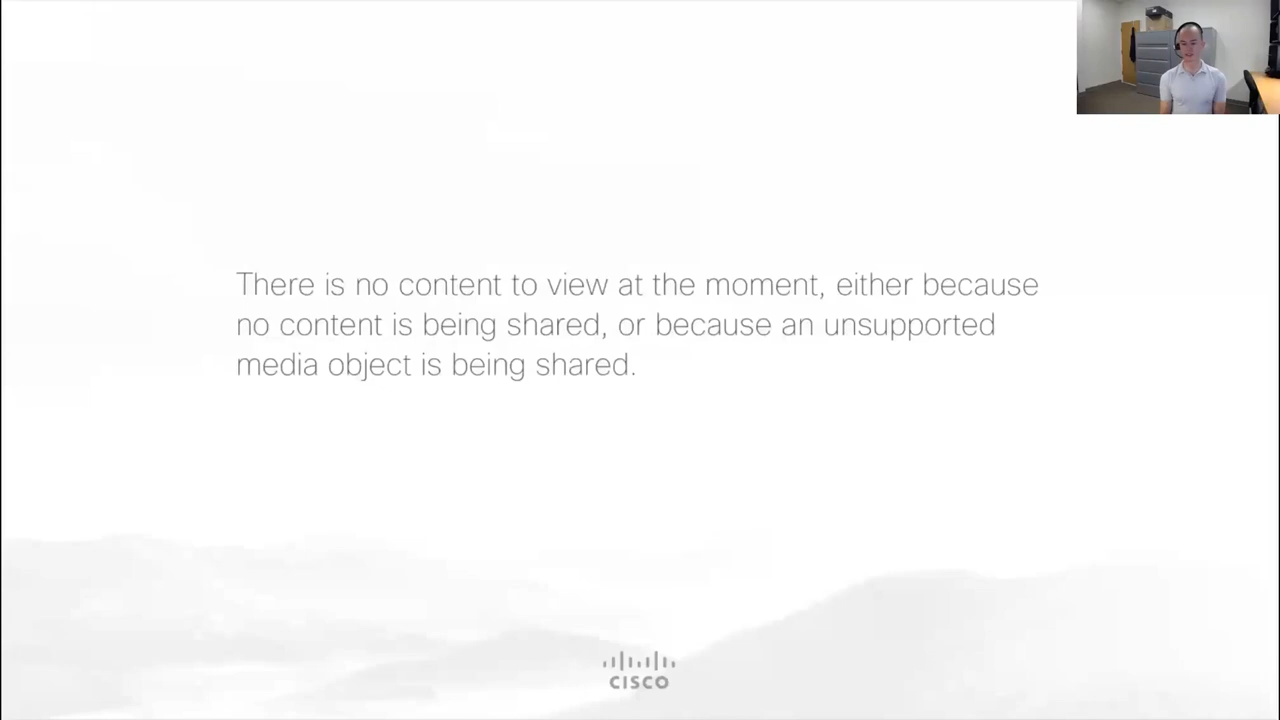 There is no content to view at the moment, either because
no content is being shared, or because an unsupported
media object is being shared.
CISCO